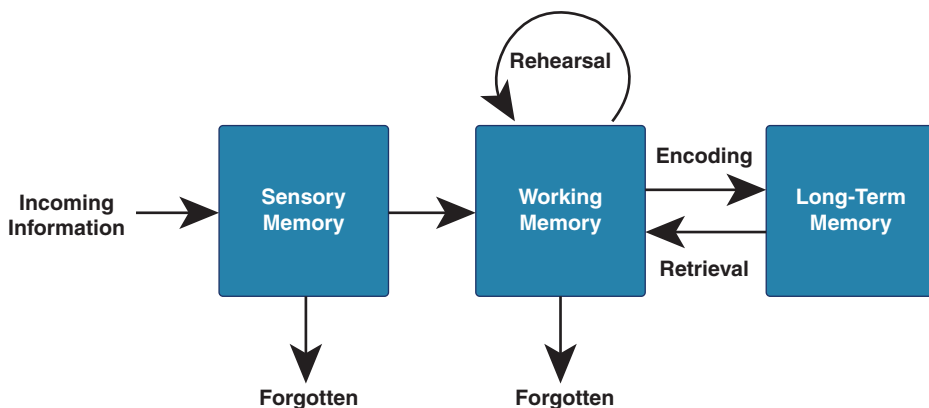 Rehearsal
Encoding
Incoming
Information
Sensory
Memory
Working
Memory
Long-Term
Memory
Retrieval
Forgotten
Forgotten